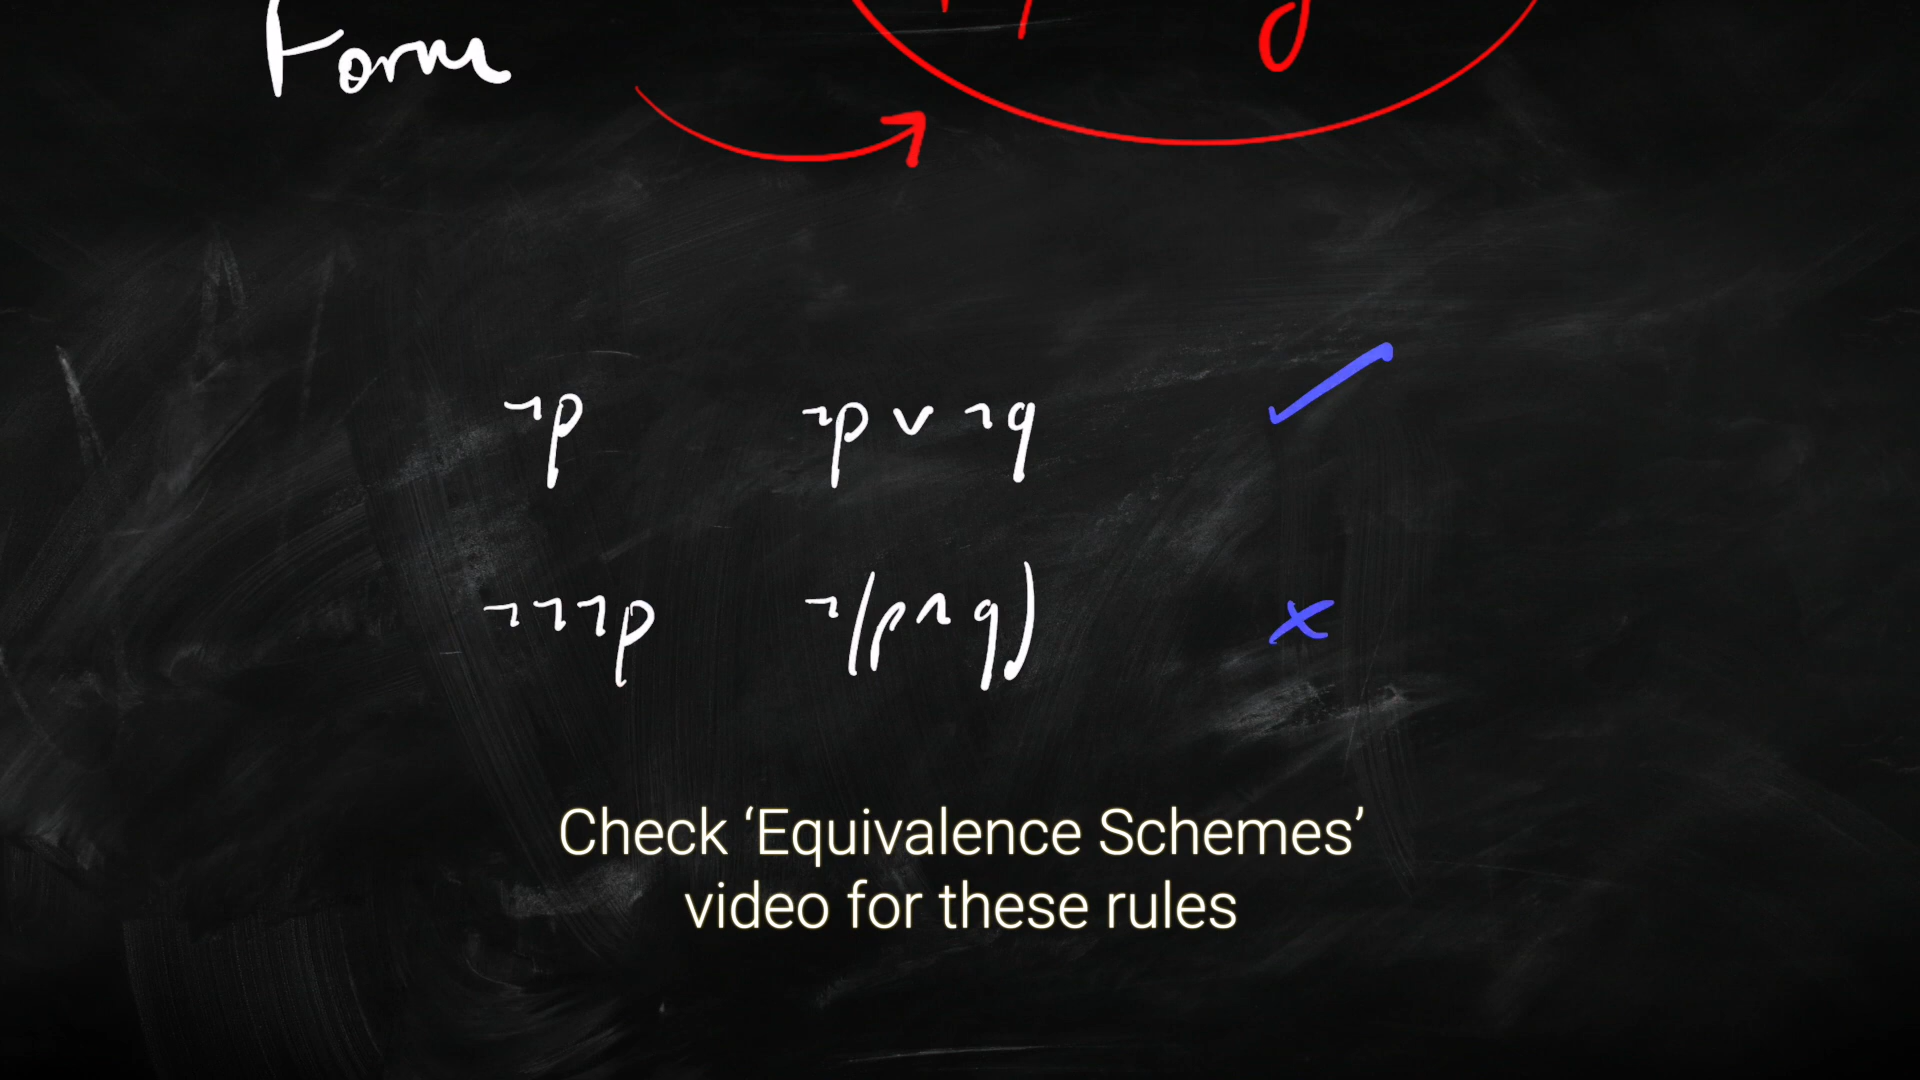 Form
¬p ¬p ∨ ¬q ✓
¬¬¬p ¬(p ∧ q) ×
Check ‘Equivalence Schemes’
video for these rules